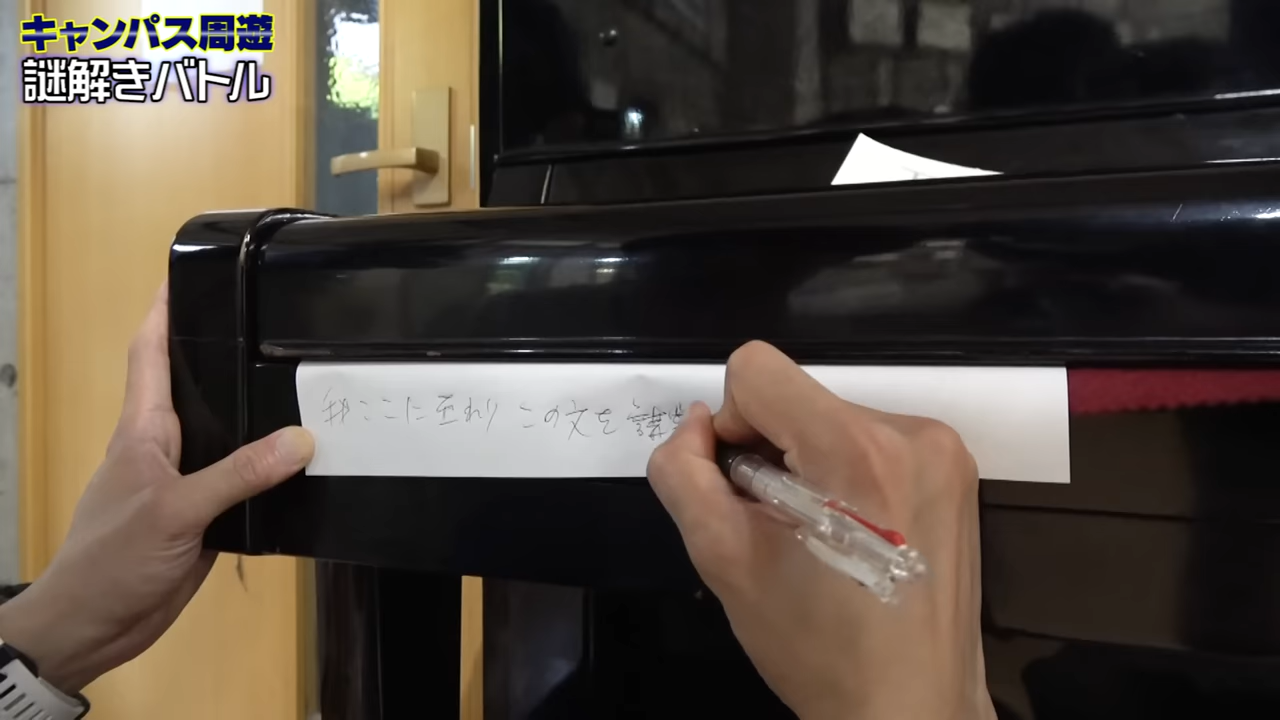 キャンパス周遊
謎解きバトル
我ここに至れり この文を